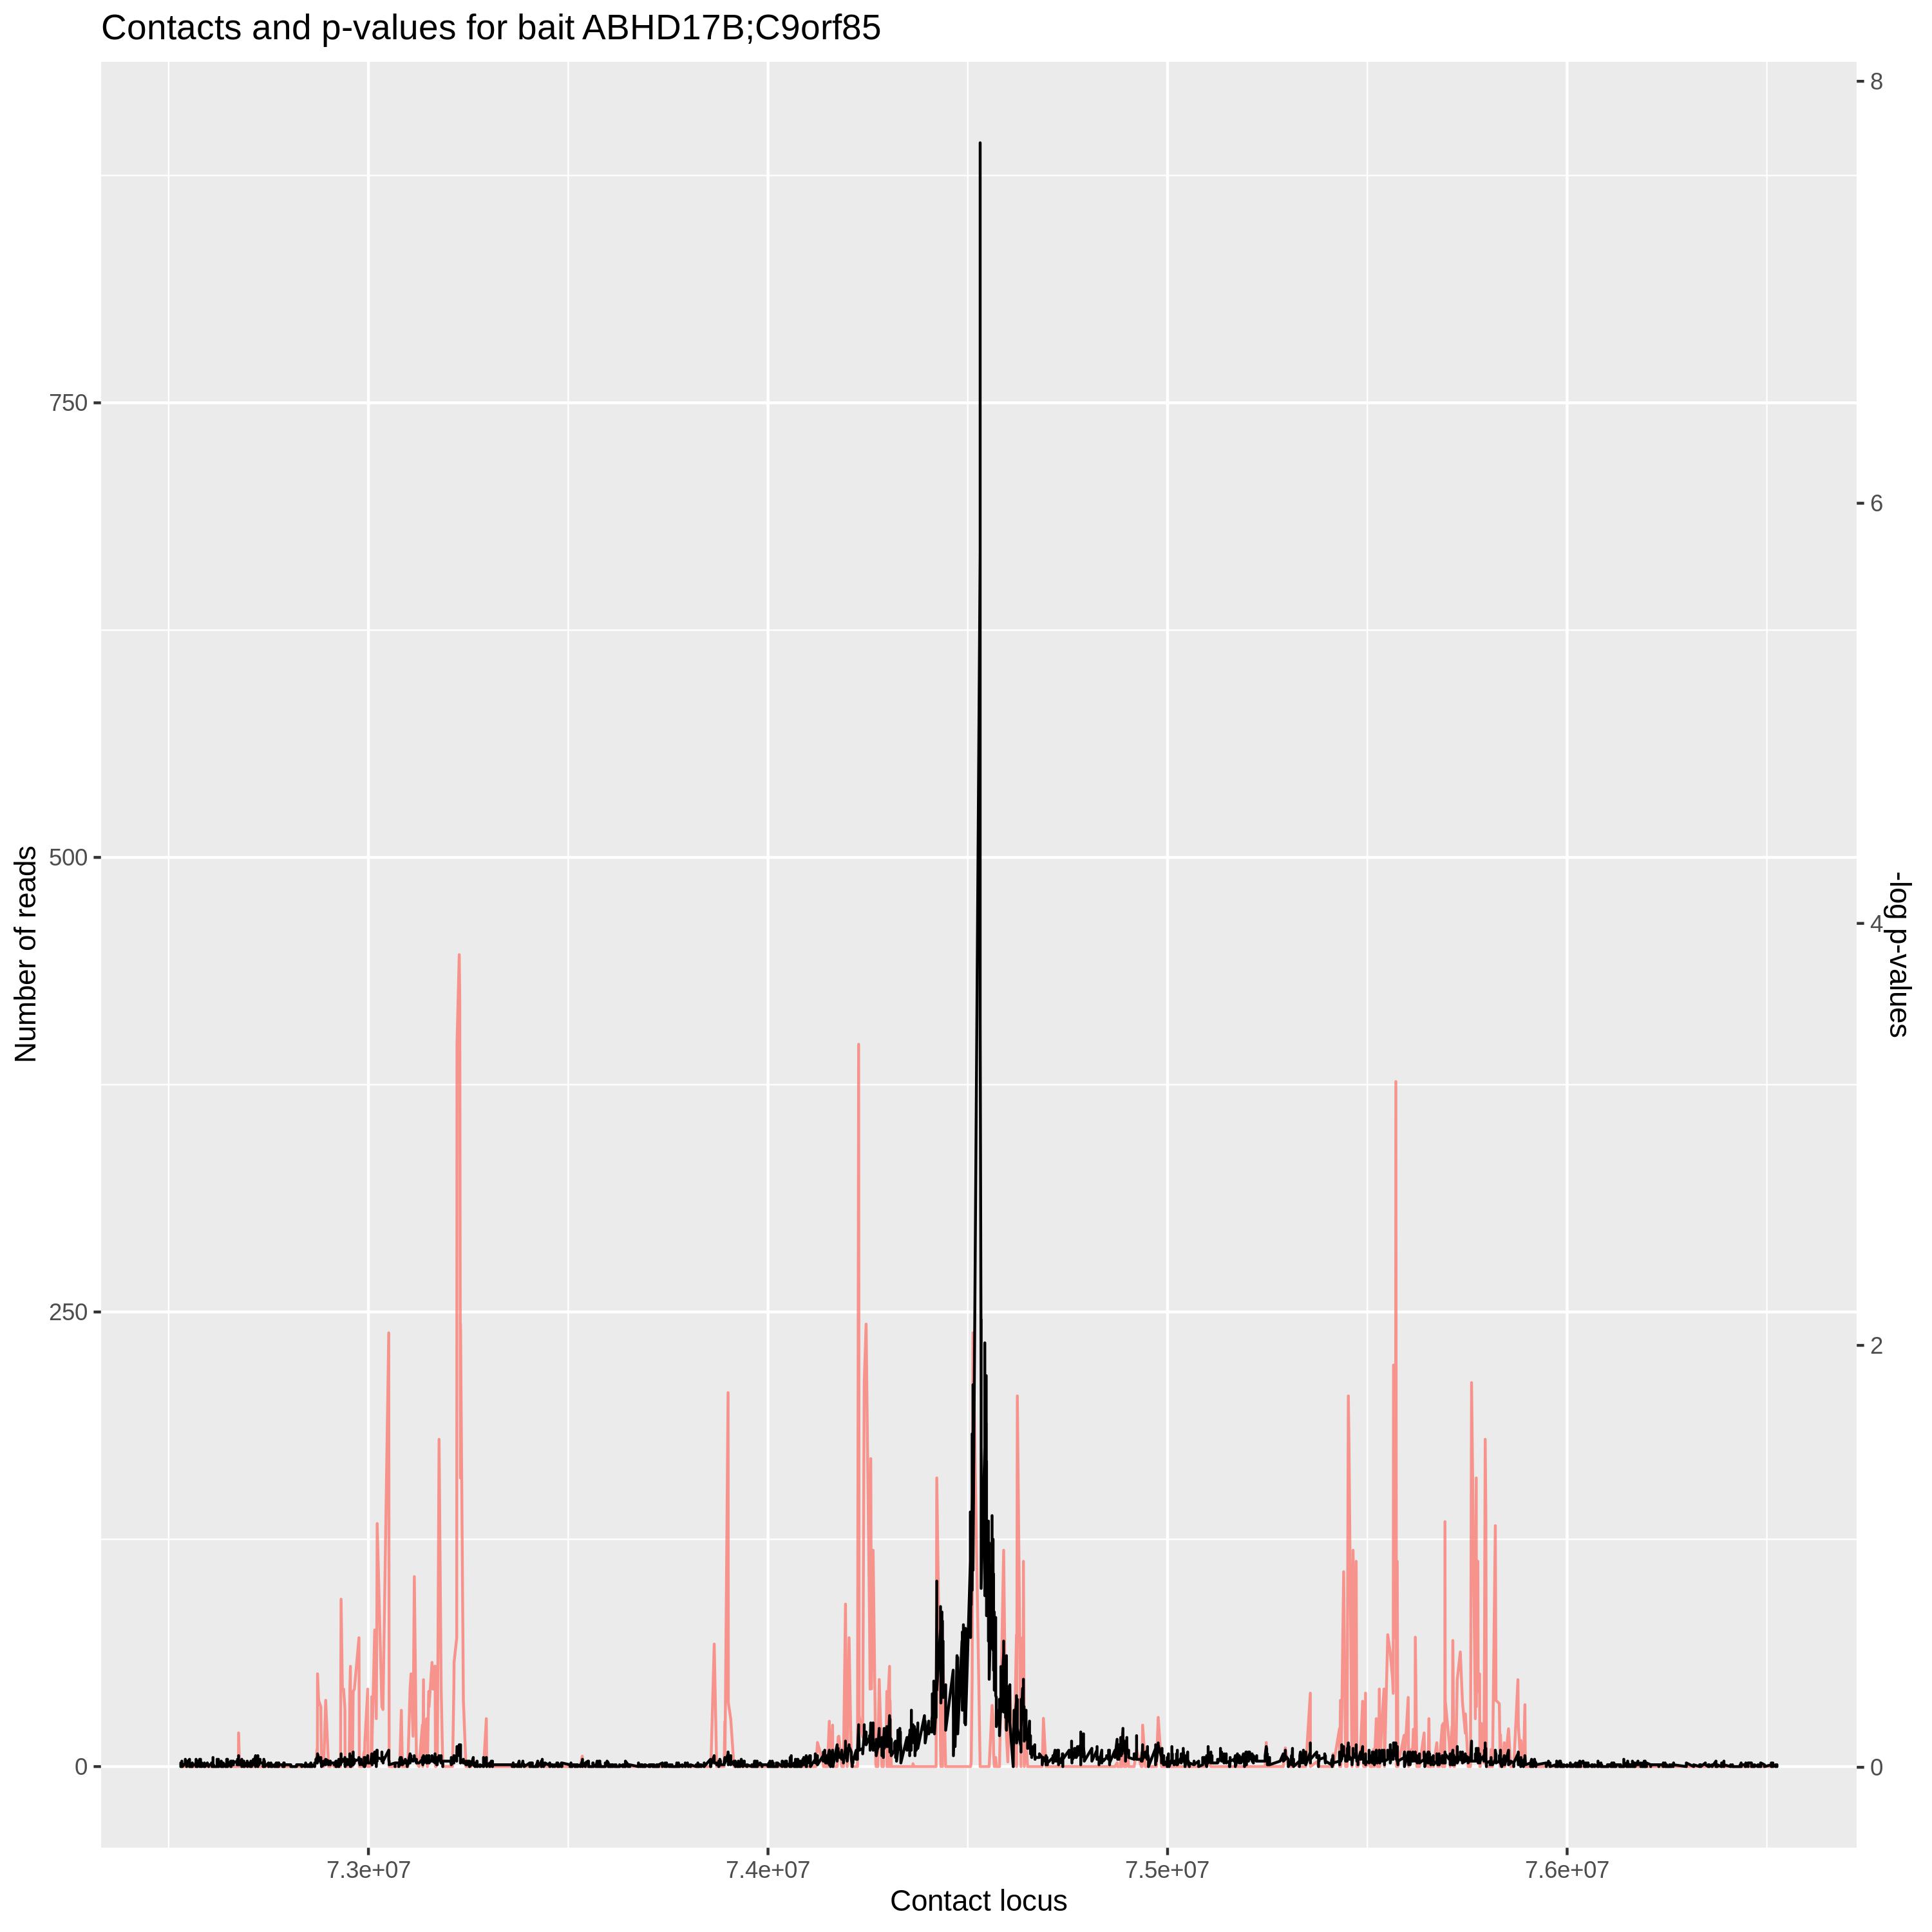 Contacts and p-values for bait ABHD17B;C9orf85
Number of reads
750
500
250
0
8
6
4
2
0
-log p-values
7.3e+07
7.4e+07
7.5e+07
7.6e+07
Contact locus